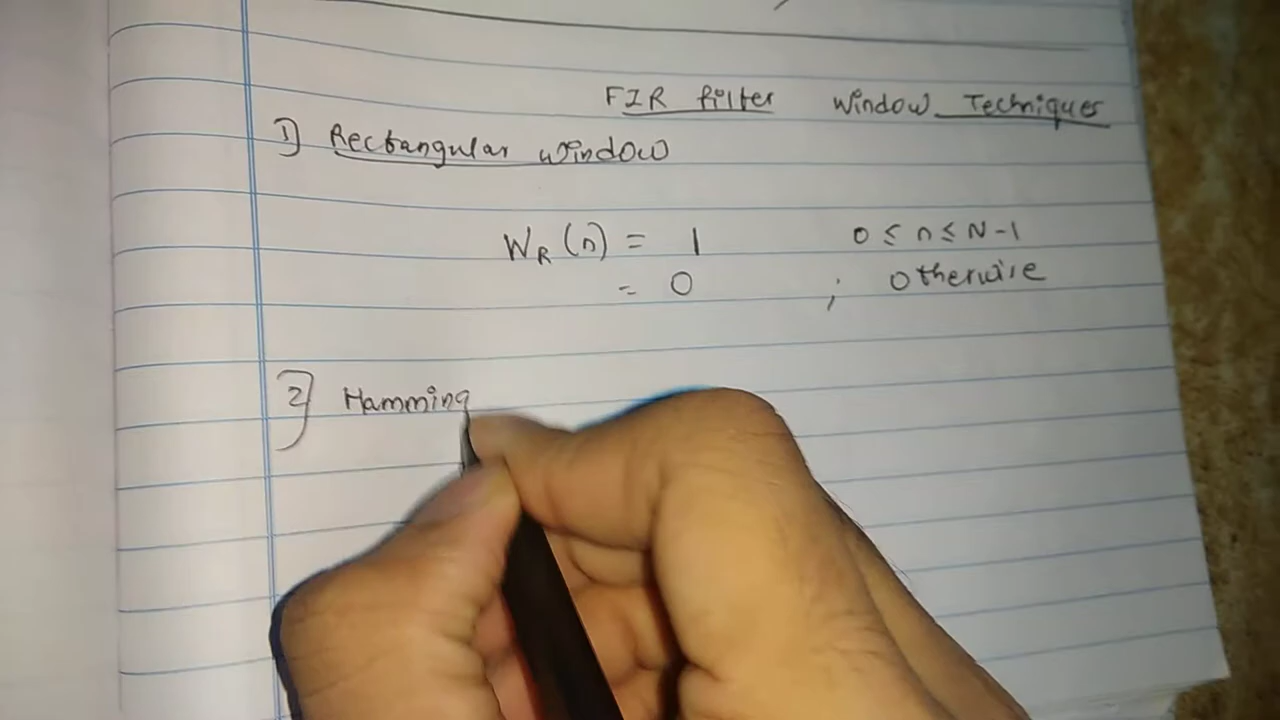 FIR filter Window Techniques
1) Rectangular window
WR (n) = 1 0 ≤ n ≤ N-1
= 0 ; otherwise
2) Hamming